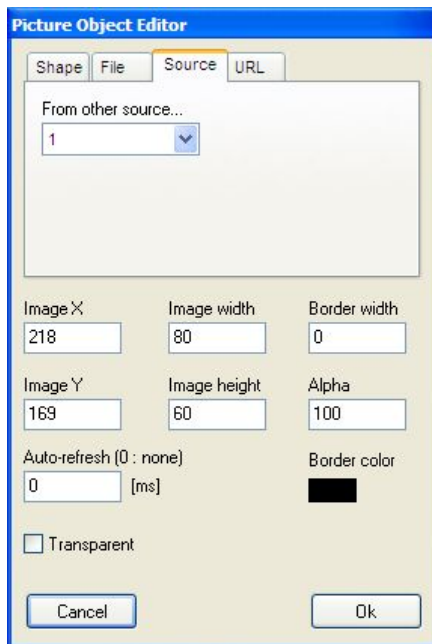 Picture Object Editor
Shape File Source URL
From other source...
1
Image X Image width Border width
218 80 0
Image Y Image height Alpha
169 60 100
Auto-refresh (0 : none) Border color
0 [ms]
Transparent
Cancel Ok